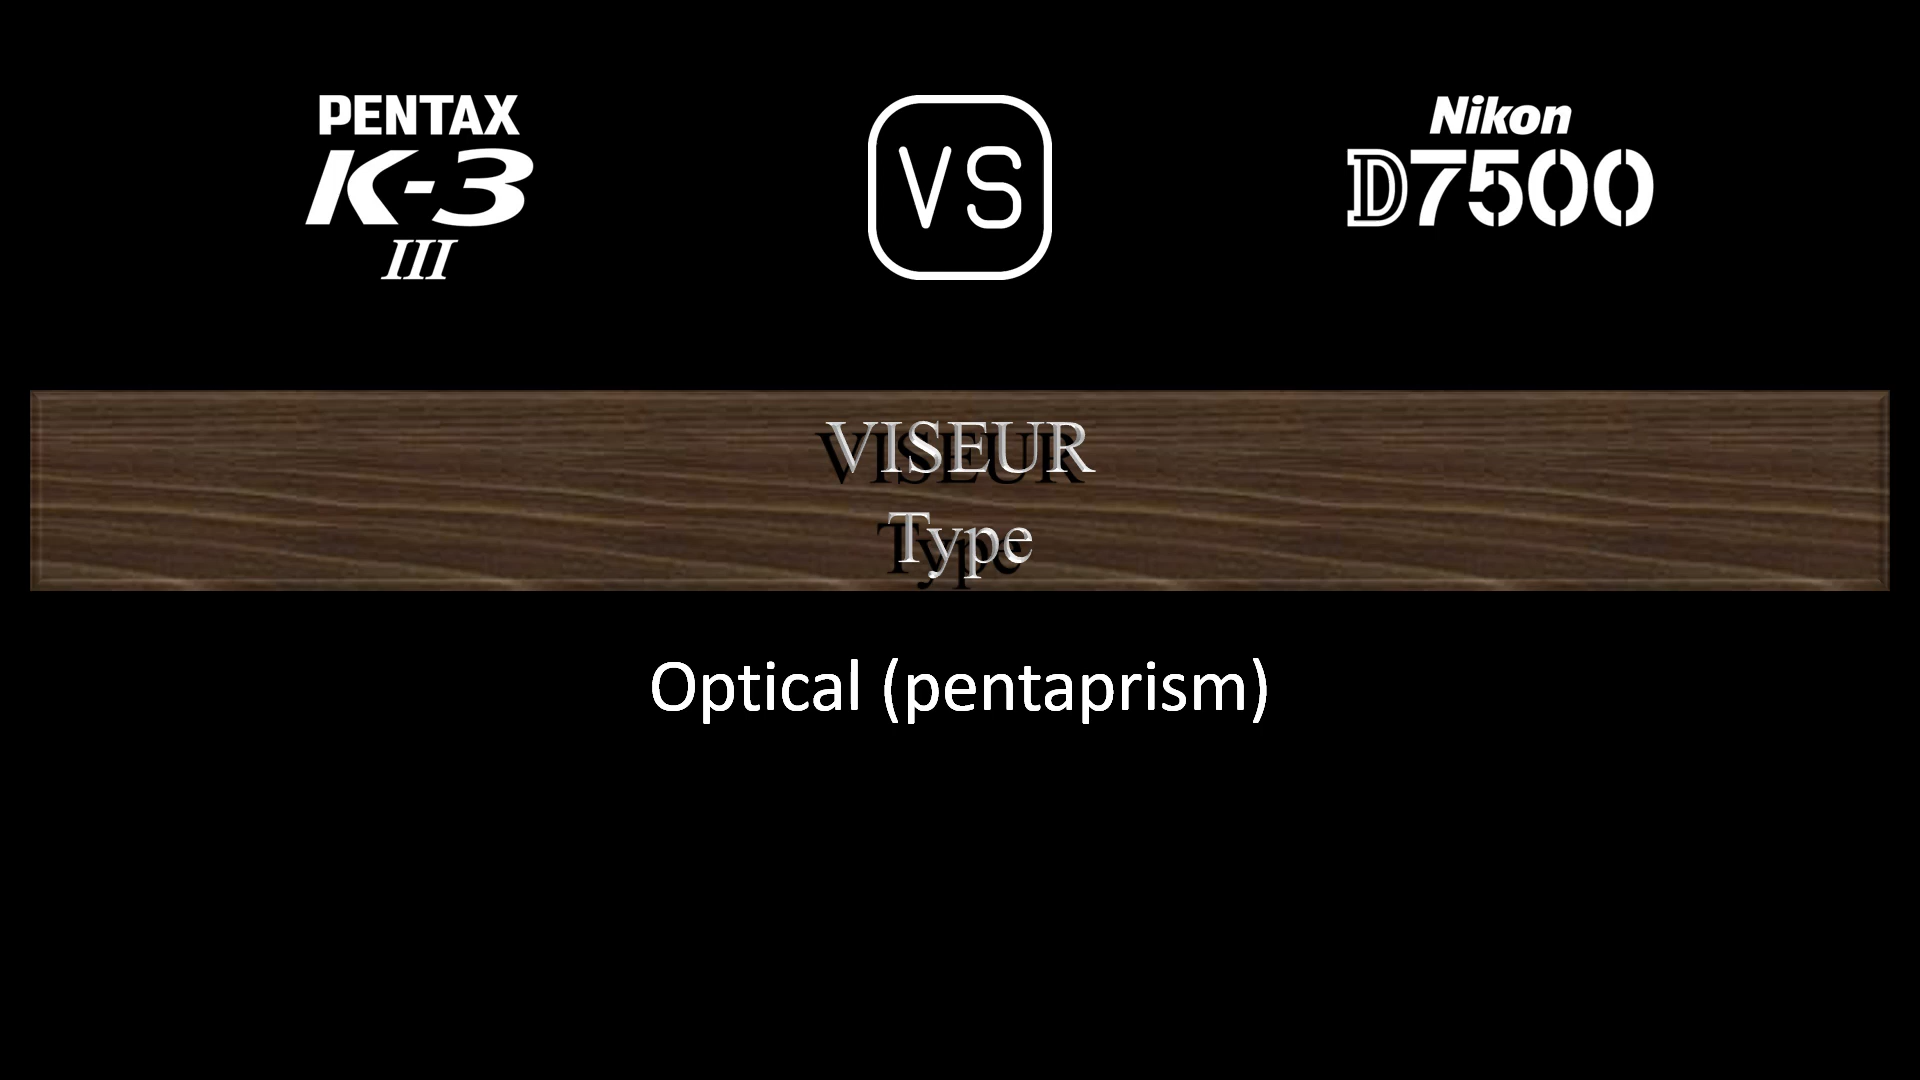 PENTAX
K-3
III
VS
Nikon
D7500
VISEUR
Type
Optical (pentaprism)